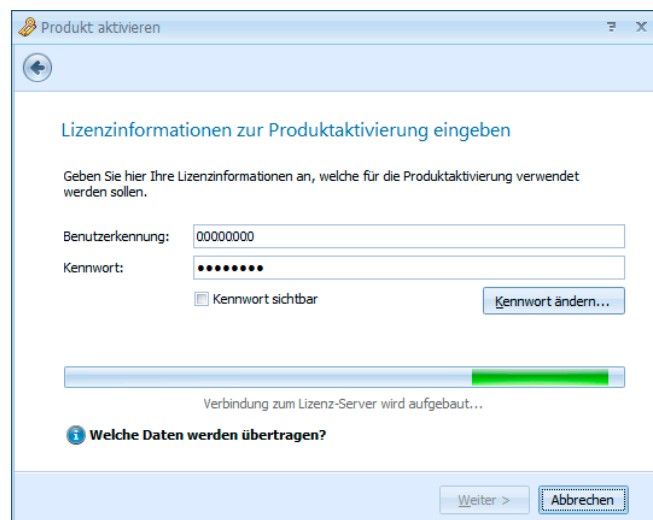 Produkt aktivieren
Lizenzinformationen zur Produktaktivierung eingeben
Geben Sie hier Ihre Lizenzinformationen an, welche für die Produktaktivierung verwendet
werden sollen.
Benutzerkennung: 00000000
Kennwort: ••••••••
Kennwort sichtbar Kennwort ändern...
Verbindung zum Lizenz-Server wird aufgebaut...
Welche Daten werden übertragen?
Weiter > Abbrechen